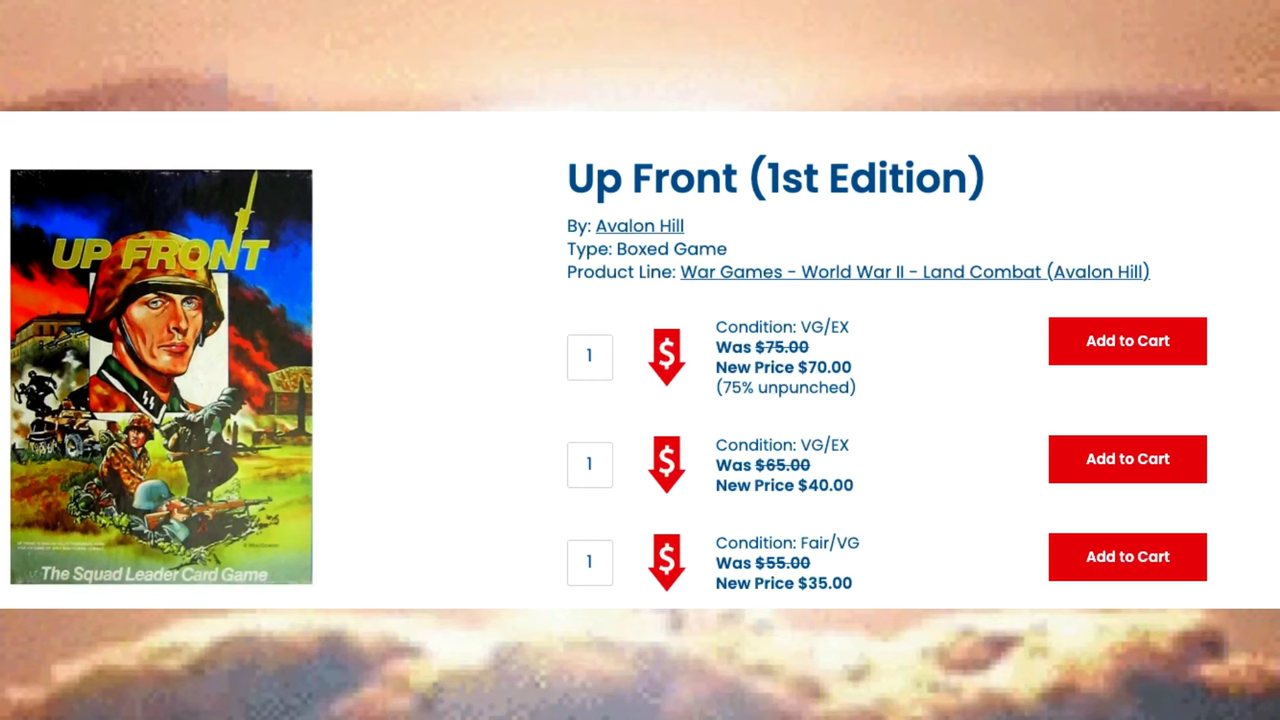 UP FRONT
The Squad Leader Card Game
Up Front (1st Edition)
By: Avalon Hill
Type: Boxed Game
Product Line: War Games - World War II - Land Combat (Avalon Hill)
1
$
Condition: VG/EX
Was $75.00
New Price $70.00
(75% unpunched)
Add to Cart
1
$
Condition: VG/EX
Was $65.00
New Price $40.00
Add to Cart
1
$
Condition: Fair/VG
Was $55.00
New Price $35.00
Add to Cart